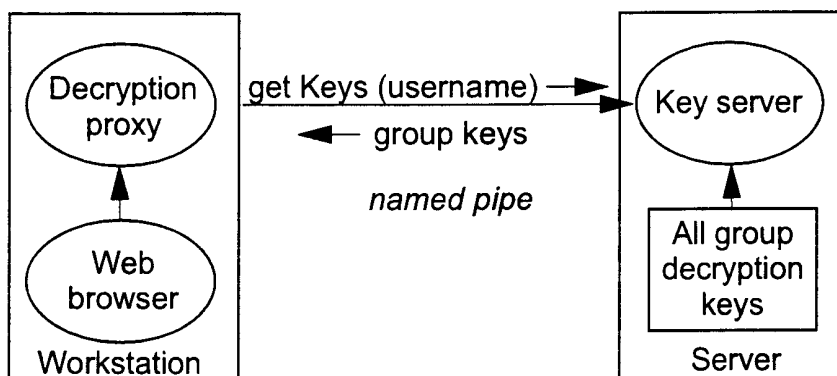 Decryption
proxy
get Keys (username)
Key server
group keys
named pipe
Web
browser
All group
decryption
keys
Workstation
Server